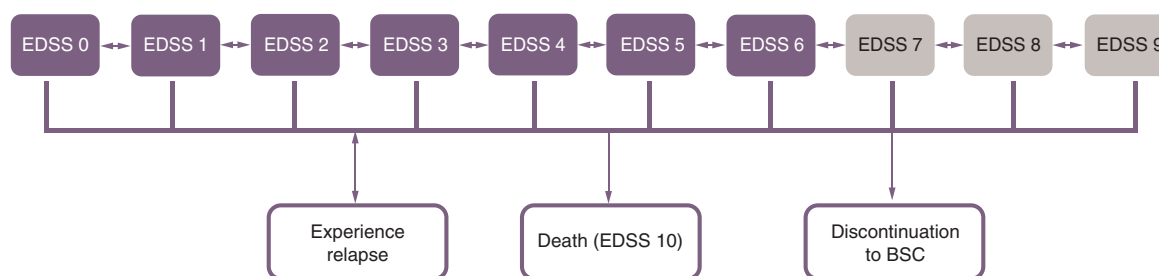 EDSS 0 EDSS 1 EDSS 2 EDSS 3 EDSS 4 EDSS 5 EDSS 6 EDSS 7 EDSS 8 EDSS 9
Experience
relapse
Death (EDSS 10)
Discontinuation
to BSC